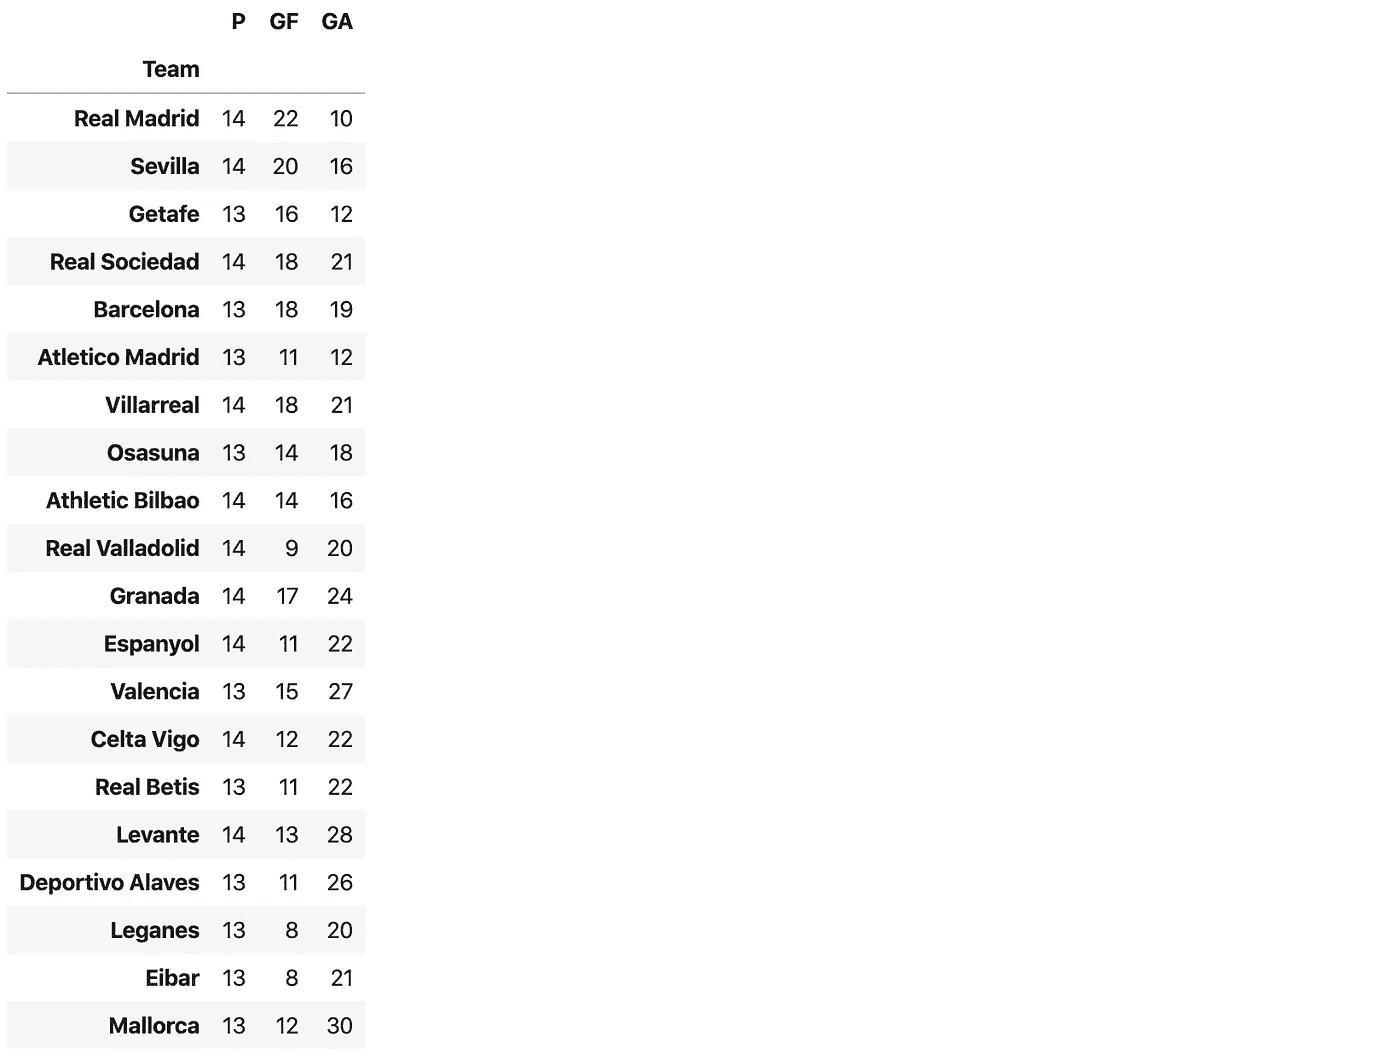 P GF GA
Team
Real Madrid 14 22 10
Sevilla 14 20 16
Getafe 13 16 12
Real Sociedad 14 18 21
Barcelona 13 18 19
Atletico Madrid 13 11 12
Villarreal 14 18 21
Osasuna 13 14 18
Athletic Bilbao 14 14 16
Real Valladolid 14 9 20
Granada 14 17 24
Espanyol 14 11 22
Valencia 13 15 27
Celta Vigo 14 12 22
Real Betis 13 11 22
Levante 14 13 28
Deportivo Alaves 13 11 26
Leganes 13 8 20
Eibar 13 8 21
Mallorca 13 12 30